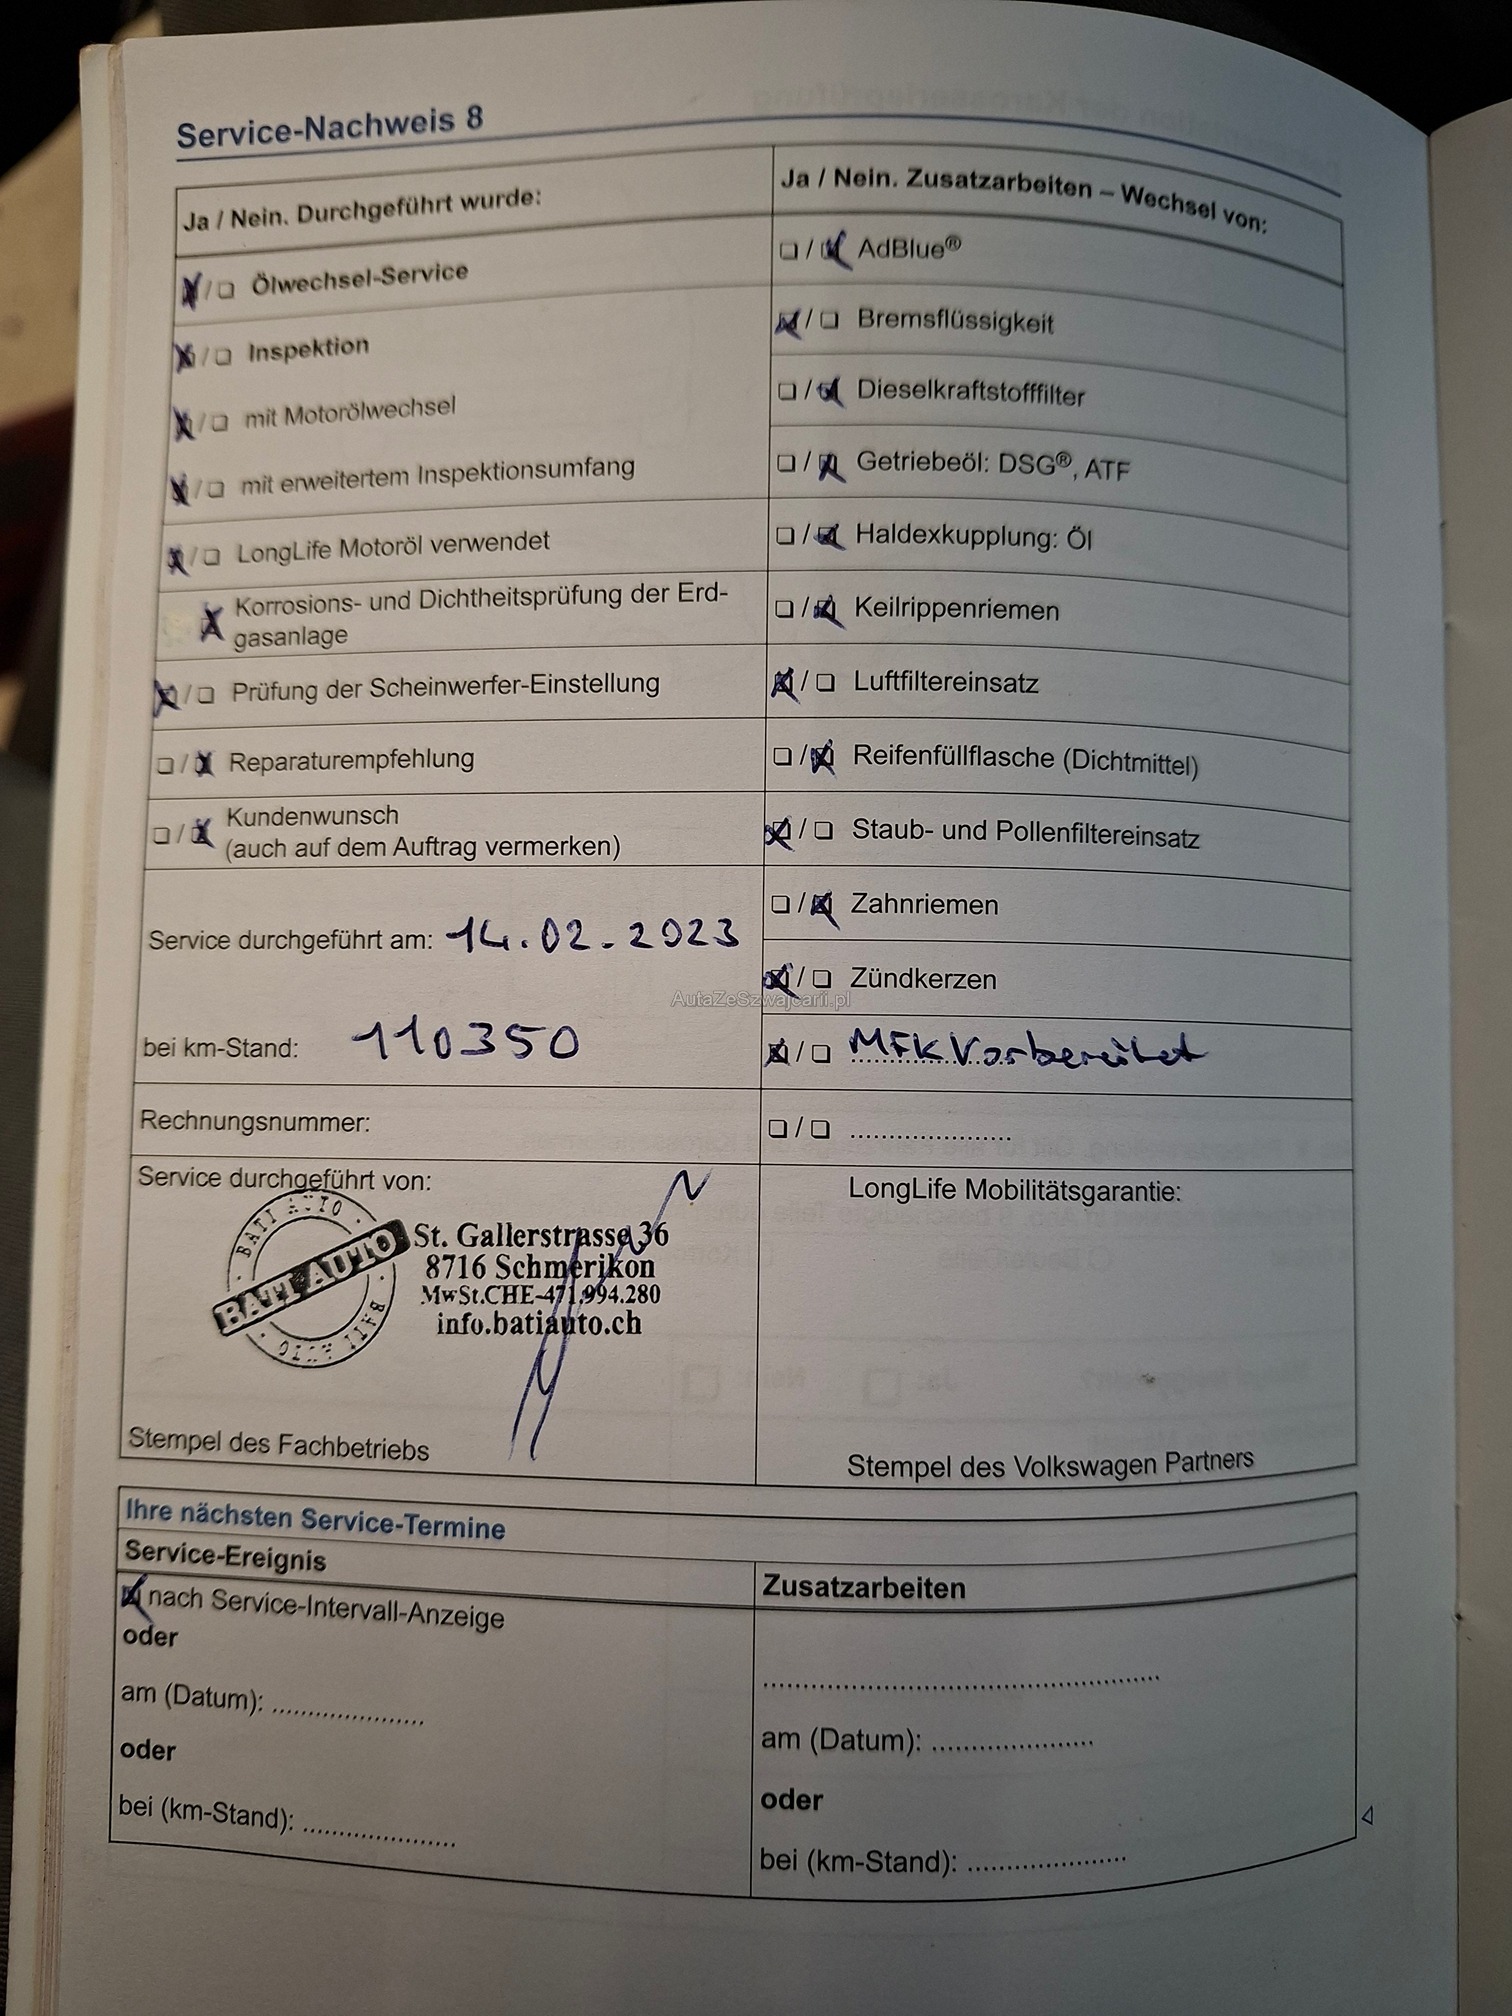 Service-Nachweis 8
Ja / Nein. Durchgeführt wurde:
☒/☐ Ölwechsel-Service
☒/☐ Inspektion
☒/☐ mit Motorölwechsel
☒/☐ mit erweitertem Inspektionsumfang
☒/☐ LongLife Motoröl verwendet
☒ Korrosions- und Dichtheitsprüfung der Erd-
gasanlage
☒/☐ Prüfung der Scheinwerfer-Einstellung
☐/☒ Reparaturempfehlung
☐/☒ Kundenwunsch
(auch auf dem Auftrag vermerken)
Service durchgeführt am: 14.02.2023
bei km-Stand: 110350
Rechnungsnummer:
Service durchgeführt von:
BATI AUTO
BATI AUTO
BATI AUTO
BATI AUTO
St. Gallerstrasse 36
8716 Schmerikon
MwSt.CHE-471.994.280
info.batiauto.ch
Stempel des Fachbetriebs
Ja / Nein. Zusatzarbeiten – Wechsel von:
☐/☒ AdBlue®
☒/☐ Bremsflüssigkeit
☐/☒ Dieselkraftstofffilter
☐/☒ Getriebeöl: DSG®, ATF
☐/☒ Haldexkupplung: Öl
☐/☒ Keilrippenriemen
☒/☐ Luftfiltereinsatz
☐/☒ Reifenfüllflasche (Dichtmittel)
☒/☐ Staub- und Pollenfiltereinsatz
☐/☒ Zahnriemen
☒/☐ Zündkerzen
☒/☐ MFK Vorbereitet
☐/☐ ......................
LongLife Mobilitätsgarantie:
Stempel des Volkswagen Partners
AutaZeSzwajcarii.pl
Ihre nächsten Service-Termine
Service-Ereignis
☒ nach Service-Intervall-Anzeige
oder
am (Datum): ......................
oder
bei (km-Stand): ......................
Zusatzarbeiten
......................................................
am (Datum): ......................
oder
bei (km-Stand): ......................